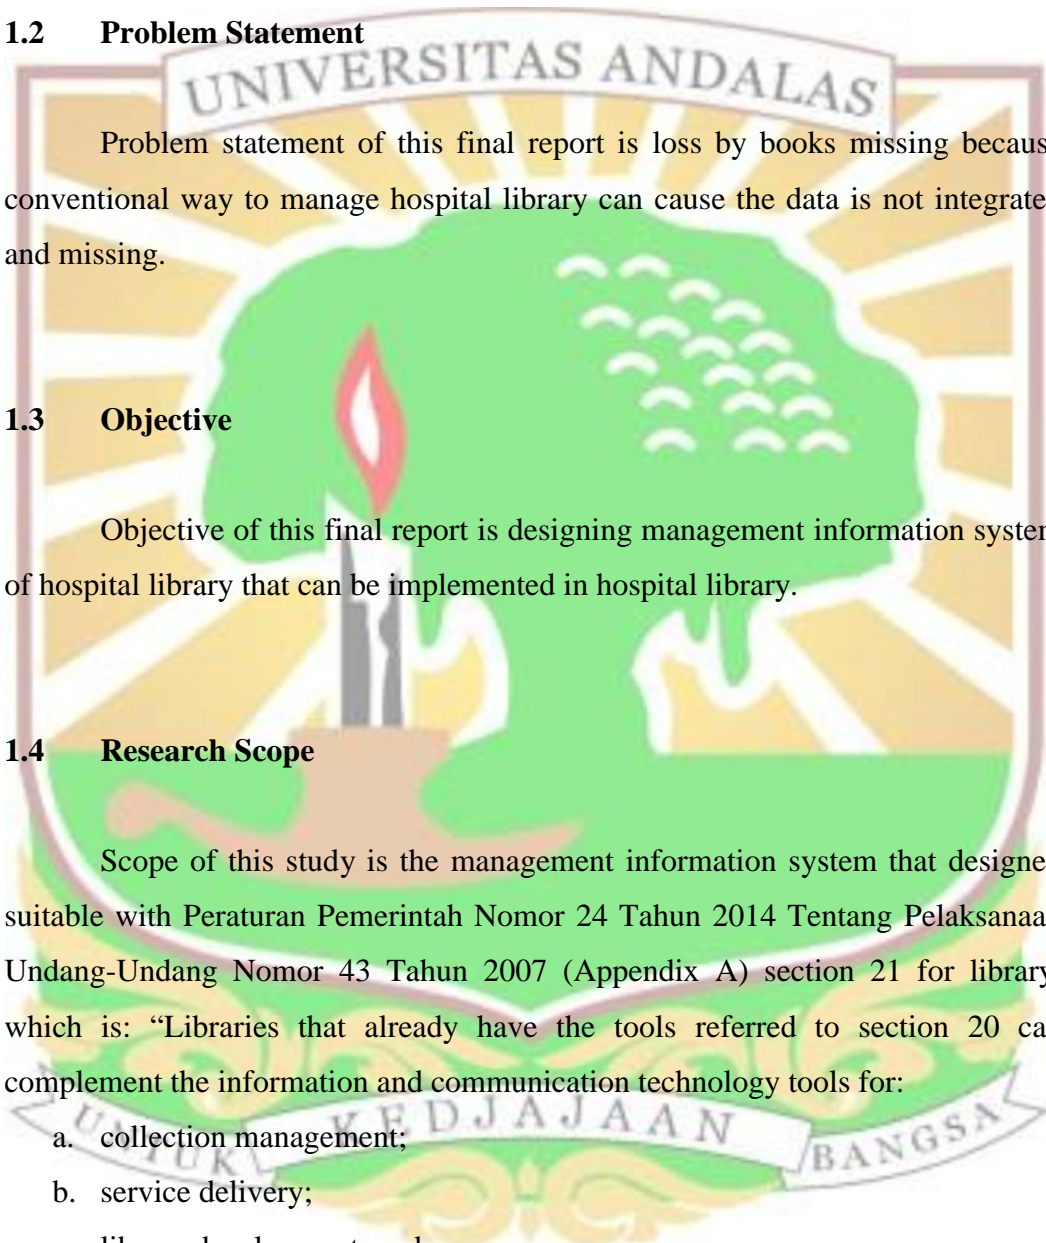 1.2 Problem Statement
UNIVERSITAS ANDALAS
Problem statement of this final report is loss by books missing becaus
conventional way to manage hospital library can cause the data is not integrate
and missing.
1.3 Objective
Objective of this final report is designing management information system
of hospital library that can be implemented in hospital library.
1.4 Research Scope
Scope of this study is the management information system that designe
suitable with Peraturan Pemerintah Nomor 24 Tahun 2014 Tentang Pelaksanaa
Undang-Undang Nomor 43 Tahun 2007 (Appendix A) section 21 for library
which is: “Libraries that already have the tools referred to section 20 ca
complement the information and communication technology tools for:
UNTUK KEDJAJAAN BANGSA
a. collection management;
b. service delivery;